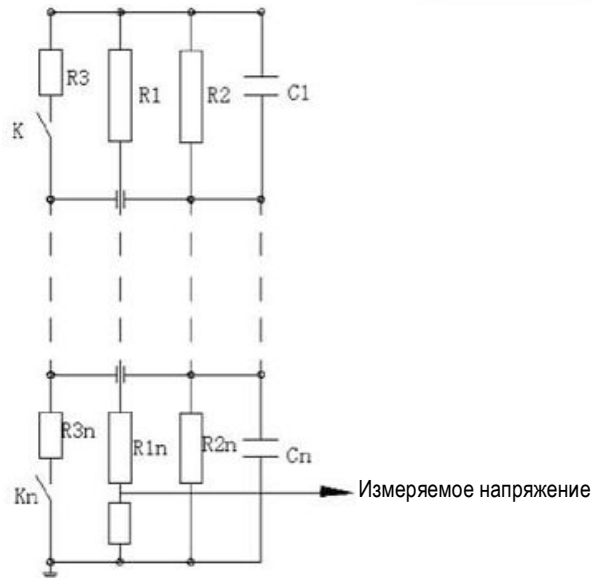 R3
R1
R2
C1
K
R3n
R1n
R2n
Cn
Kn
Измеряемое напряжение